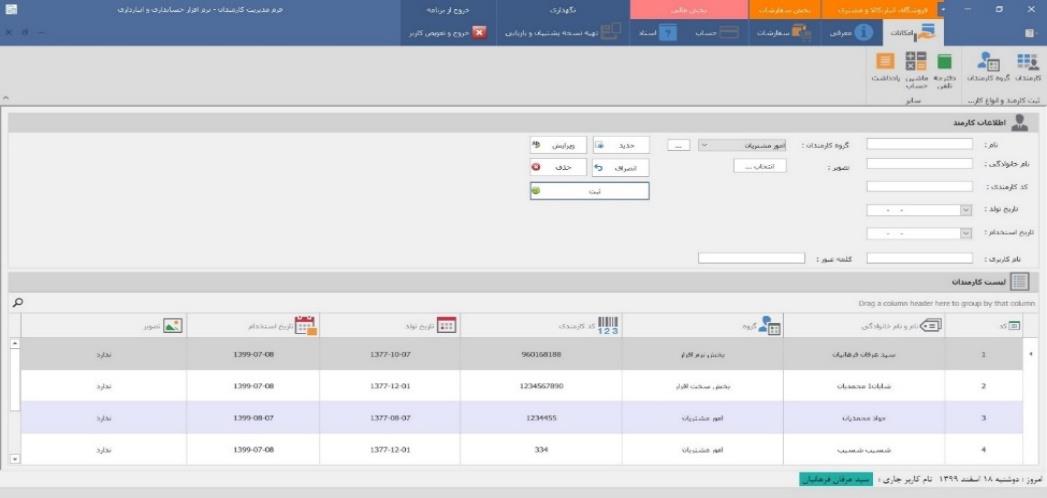 فرم مدیریت کارمندان - نرم افزار حسابداری و انبارداری
خروج از برنامه
نگهداری
بخش مالی
بخش سفارشات
فروشگاه، انبار،کالا و مشتری
امکانات
معرفی
سفارشات
حساب
اسناد
تهیه نسخه پشتیبان و بازیابی
خروج و تعویض کاربر
کارمندان
گروه کارمندان
دفترچه تلفن
ماشین حساب
یادداشت
ثبت کارمند و انواع کار...
سایر
اطلاعات کارمند
نام :
گروه کارمندان :
امور مشتریان
...
جدید
ویرایش
نام خانوادگی :
تصویر :
انتخاب ...
انصراف
حذف
کد کارمندی :
ثبت
تاریخ تولد :
تاریخ استخدام :
نام کاربری :
کلمه عبور :
لیست کارمندان
Drag a column header here to group by that column
کد
نام و نام خانوادگی
گروه
کد کارمندی
تاریخ تولد
تاریخ استخدام
تصویر
1 سید عرفان فرهانیان بخش نرم افزار 960168188 1377-10-07 1399-07-08 ندارد
2 شایان1 محمدیان بخش سخت افزار 1234567890 1377-12-01 1399-07-08 ندارد
3 جواد محمدیان امور مشتریان 1234455 1377-08-07 1399-08-07 ندارد
4 شسیب شسیب امور مشتریان 334 1377-12-01 1399-07-08 ندارد
امروز : دوشنبه ۱۸ اسفند ۱۳۹۹ نام کاربر جاری : سید عرفان فرهانیان